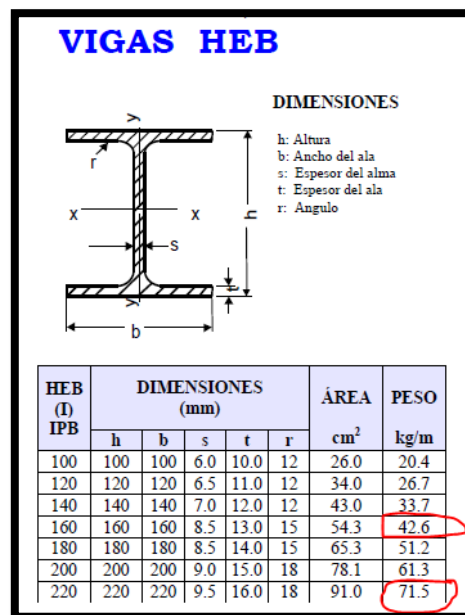 VIGAS HEB
DIMENSIONES
h: Altura
b: Ancho del ala
s: Espesor del alma
t: Espesor del ala
r: Angulo
y
r
x x h
s
y t
b
HEB (I) IPB DIMENSIONES (mm) ÁREA cm² PESO kg/m
h b s t r
100 100 100 6.0 10.0 12 26.0 20.4
120 120 120 6.5 11.0 12 34.0 26.7
140 140 140 7.0 12.0 12 43.0 33.7
160 160 160 8.5 13.0 15 54.3 42.6
180 180 180 8.5 14.0 15 65.3 51.2
200 200 200 9.0 15.0 18 78.1 61.3
220 220 220 9.5 16.0 18 91.0 71.5